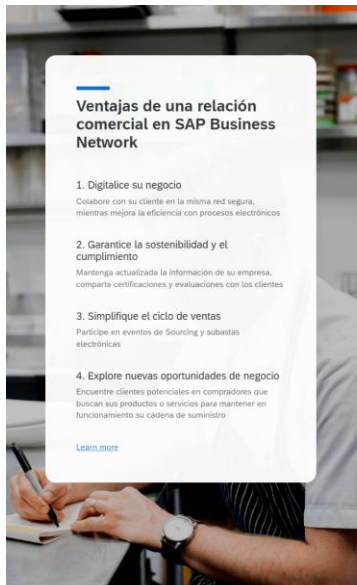 Ventajas de una relación
comercial en SAP Business
Network
1. Digitalice su negocio
Colabore con su cliente en la misma red segura,
mientras mejora la eficiencia con procesos electrónicos
2. Garantice la sostenibilidad y el
cumplimiento
Mantenga actualizada la información de su empresa,
comparta certificaciones y evaluaciones con los clientes
3. Simplifique el ciclo de ventas
Participe en eventos de Sourcing y subastas
electrónicas
4. Explore nuevas oportunidades de negocio
Encuentre clientes potenciales en compradores que
buscan sus productos o servicios para mantener en
funcionamiento su cadena de suministro
Learn more